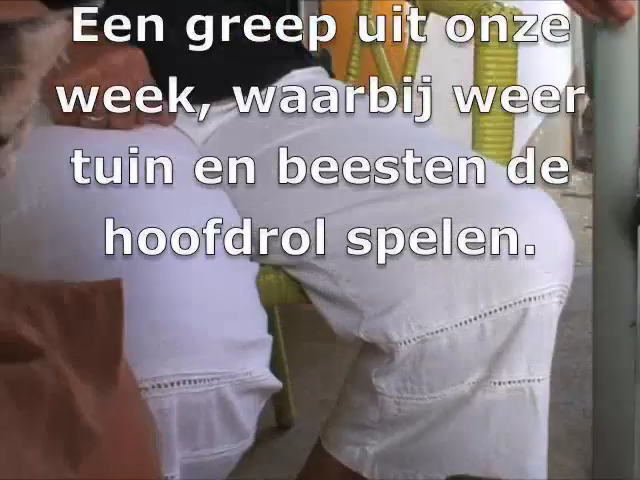 Een greep uit onze
week, waarbij weer
tuin en beesten de
hoofdrol spelen.